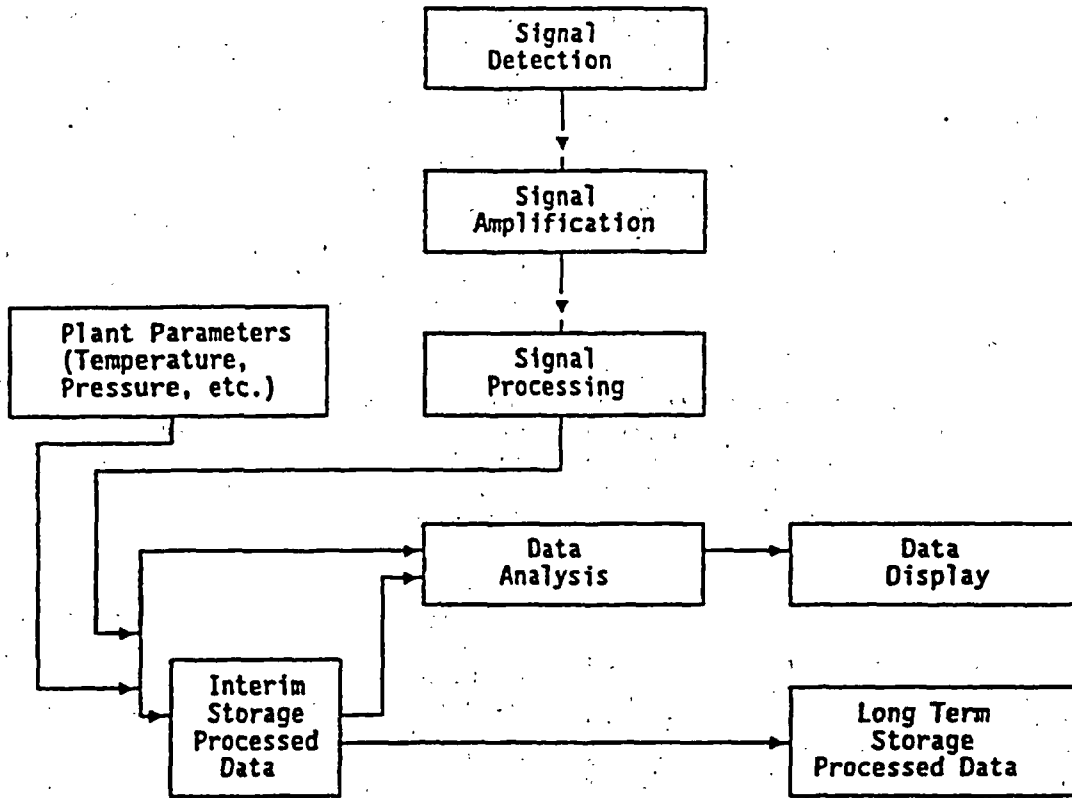 Signal
Detection
Signal
Amplification
Plant Parameters
(Temperature,
Pressure, etc.)
Signal
Processing
Data
Analysis
Data
Display
Interim
Storage
Processed
Data
Long Term
Storage
Processed Data